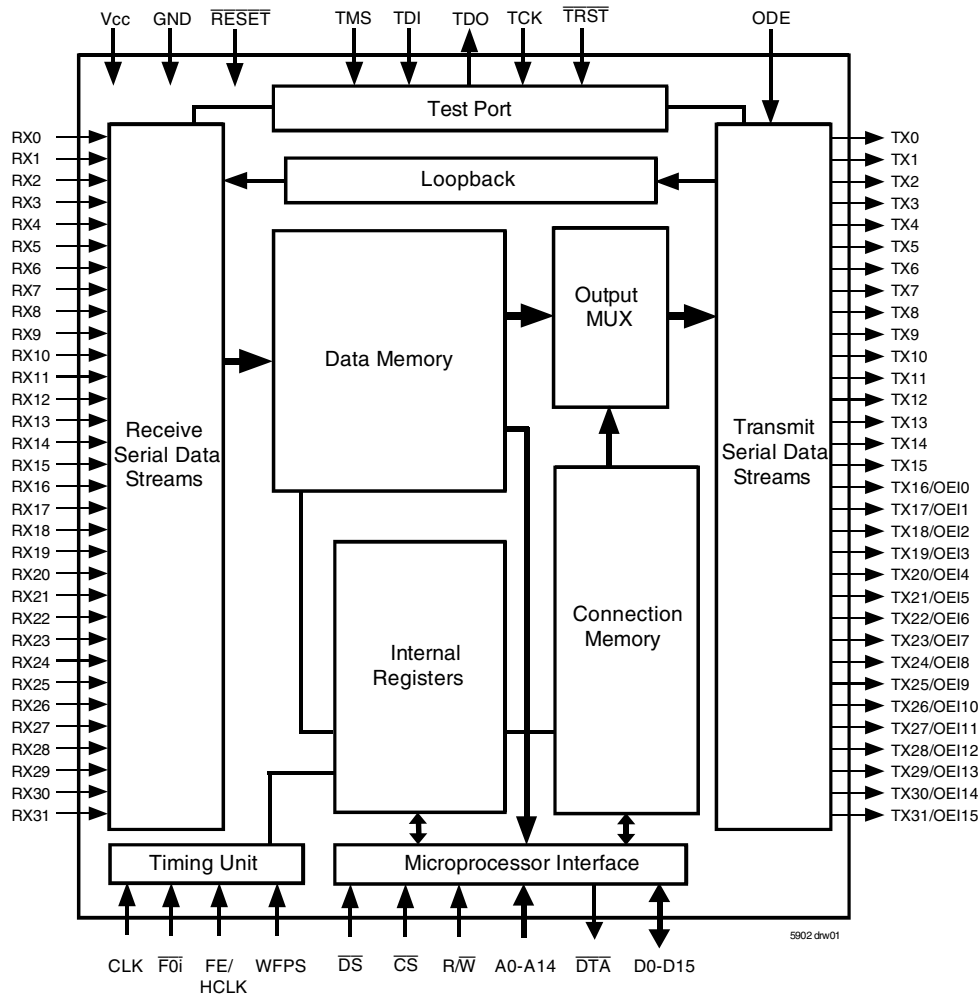 Vcc GND R̅E̅S̅E̅T̅ TMS TDI TDO TCK T̅R̅S̅T̅ ODE
Test Port
Loopback
RX0
RX1
RX2
RX3
RX4
RX5
RX6
RX7
RX8
RX9
RX10
RX11
RX12
RX13
RX14
RX15
RX16
RX17
RX18
RX19
RX20
RX21
RX22
RX23
RX24
RX25
RX26
RX27
RX28
RX29
RX30
RX31
Receive
Serial Data
Streams
Data Memory
Output
MUX
Internal
Registers
Connection
Memory
Transmit
Serial Data
Streams
TX0
TX1
TX2
TX3
TX4
TX5
TX6
TX7
TX8
TX9
TX10
TX11
TX12
TX13
TX14
TX15
TX16/OEI0
TX17/OEI1
TX18/OEI2
TX19/OEI3
TX20/OEI4
TX21/OEI5
TX22/OEI6
TX23/OEI7
TX24/OEI8
TX25/OEI9
TX26/OEI10
TX27/OEI11
TX28/OEI12
TX29/OEI13
TX30/OEI14
TX31/OEI15
Timing Unit
Microprocessor Interface
5902 drw01
CLK F̅0̅i̅ FE/ WFPS D̅S̅ C̅S̅ R/W̅ A0-A14 D̅T̅A̅ D0-D15
HCLK